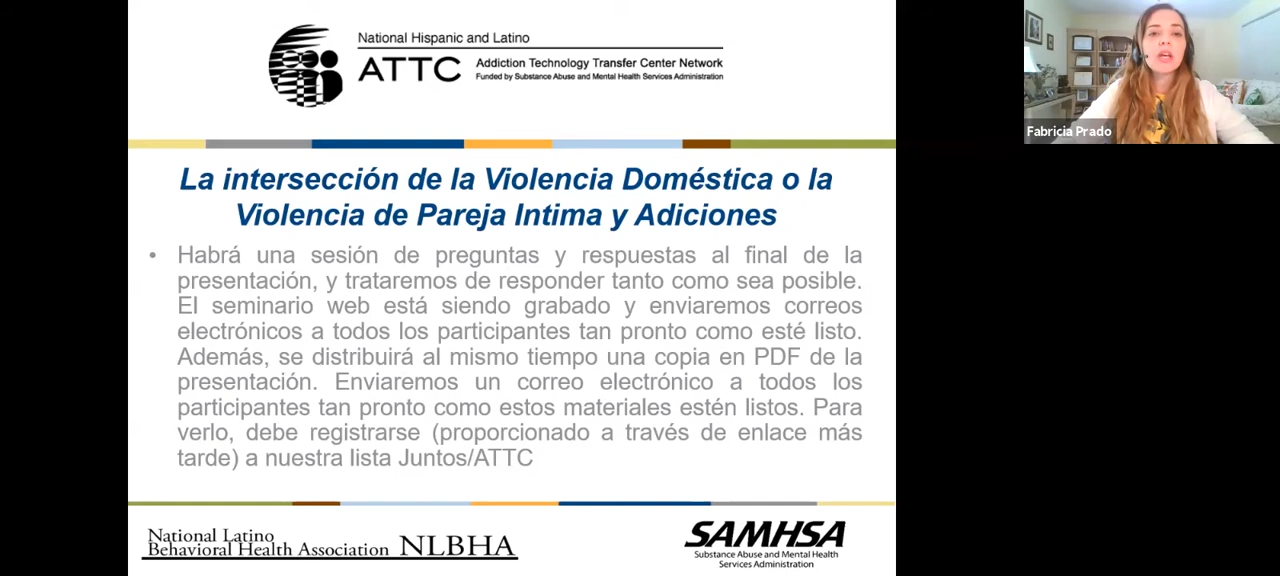 National Hispanic and Latino
ATTC
Addiction Technology Transfer Center Network
Funded by Substance Abuse and Mental Health Services Administration
Fabricia Prado
La intersección de la Violencia Doméstica o la
Violencia de Pareja Intima y Adiciones
• Habrá una sesión de preguntas y respuestas al final de la
presentación, y trataremos de responder tanto como sea posible.
El seminario web está siendo grabado y enviaremos correos
electrónicos a todos los participantes tan pronto como esté listo.
Además, se distribuirá al mismo tiempo una copia en PDF de la
presentación. Enviaremos un correo electrónico a todos los
participantes tan pronto como estos materiales estén listos. Para
verlo, debe registrarse (proporcionado a través de enlace más
tarde) a nuestra lista Juntos/ATTC
National Latino
Behavioral Health Association NLBHA
SAMHSA
Substance Abuse and Mental Health
Services Administration